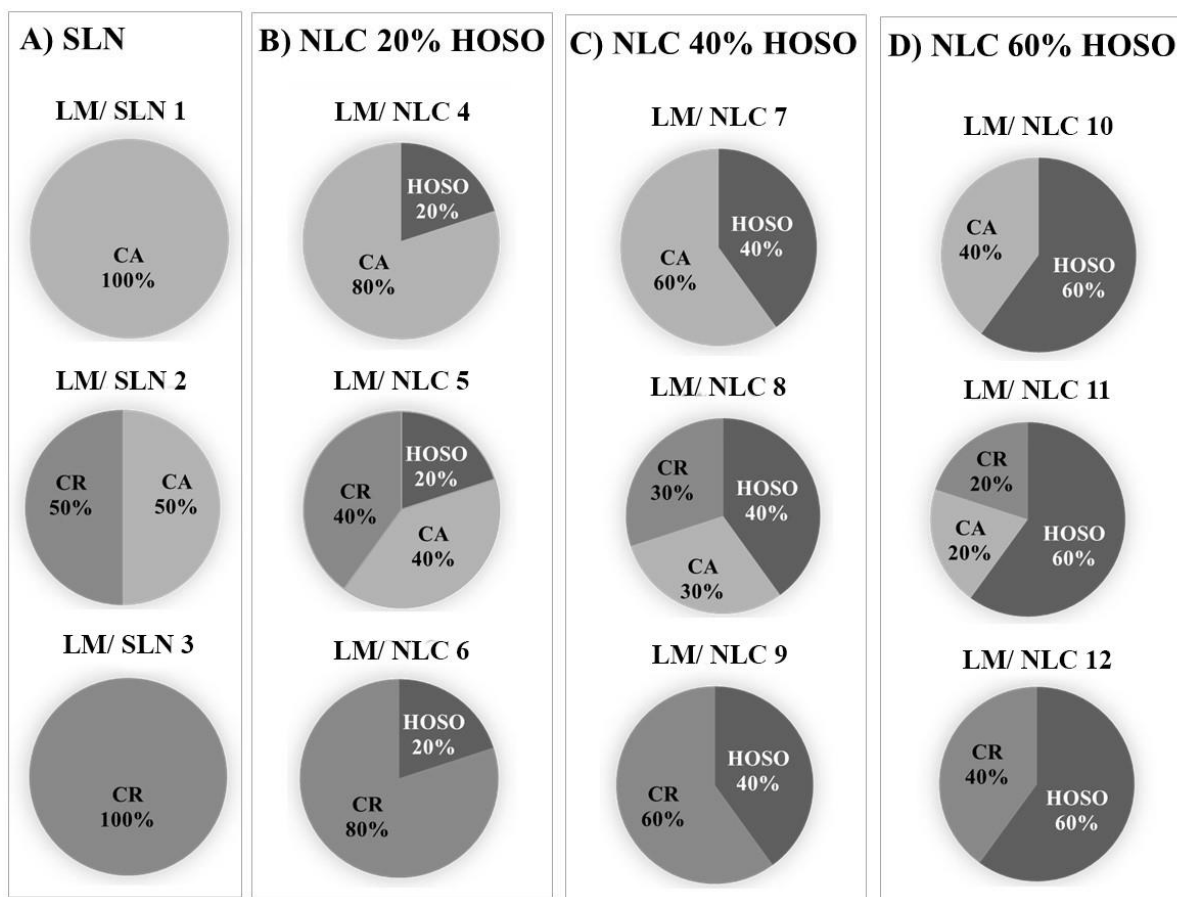 A) SLN
LM/ SLN 1
CA
100%
LM/ SLN 2
CR
50%
CA
50%
LM/ SLN 3
CR
100%
B) NLC 20% HOSO
LM/ NLC 4
HOSO
20%
CA
80%
LM/ NLC 5
HOSO
20%
CR
40%
CA
40%
LM/ NLC 6
HOSO
20%
CR
80%
C) NLC 40% HOSO
LM/ NLC 7
HOSO
40%
CA
60%
LM/ NLC 8
CR
30%
HOSO
40%
CA
30%
LM/ NLC 9
HOSO
40%
CR
60%
D) NLC 60% HOSO
LM/ NLC 10
CA
40%
HOSO
60%
LM/ NLC 11
CR
20%
CA
20%
HOSO
60%
LM/ NLC 12
CR
40%
HOSO
60%